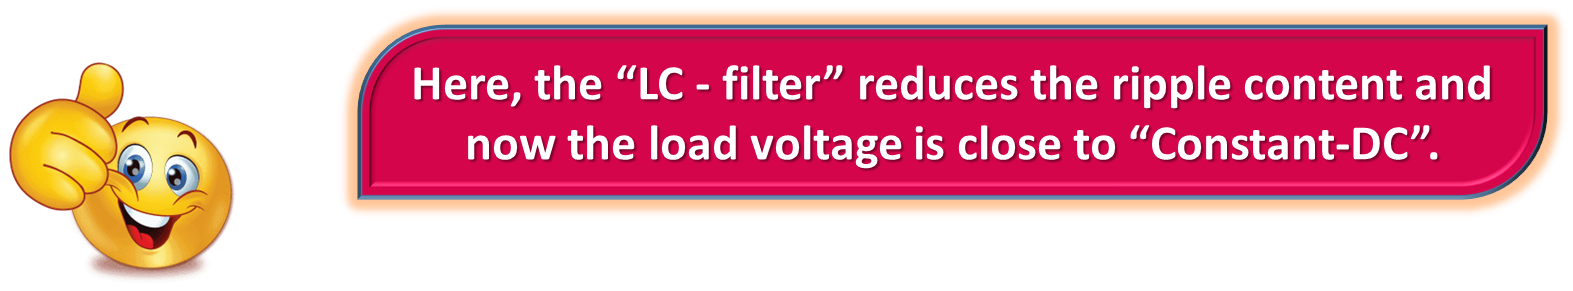 Here, the “LC - filter” reduces the ripple content and
now the load voltage is close to “Constant-DC”.